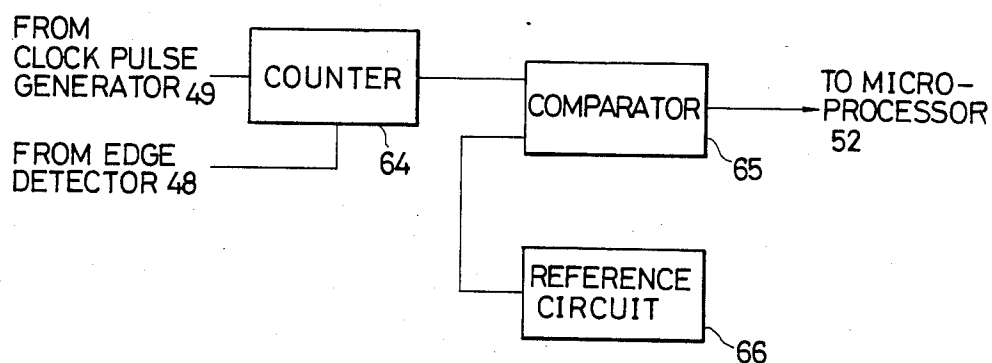 FROM
CLOCK PULSE
GENERATOR 49
COUNTER
64
FROM EDGE
DETECTOR 48
COMPARATOR
65
TO MICRO-
PROCESSOR
52
REFERENCE
CIRCUIT
66